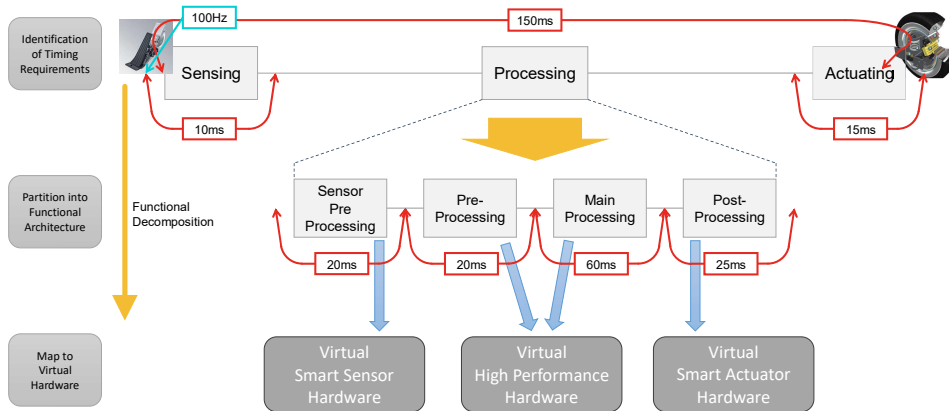 Identification
of Timing
Requirements
100Hz
150ms
Sensing
Processing
Actuating
10ms
15ms
Partition into
Functional
Architecture
Functional
Decomposition
Sensor
Pre
Processing
Pre-
Processing
Main
Processing
Post-
Processing
20ms
20ms
60ms
25ms
Map to
Virtual
Hardware
Virtual
Smart Sensor
Hardware
Virtual
High Performance
Hardware
Virtual
Smart Actuator
Hardware